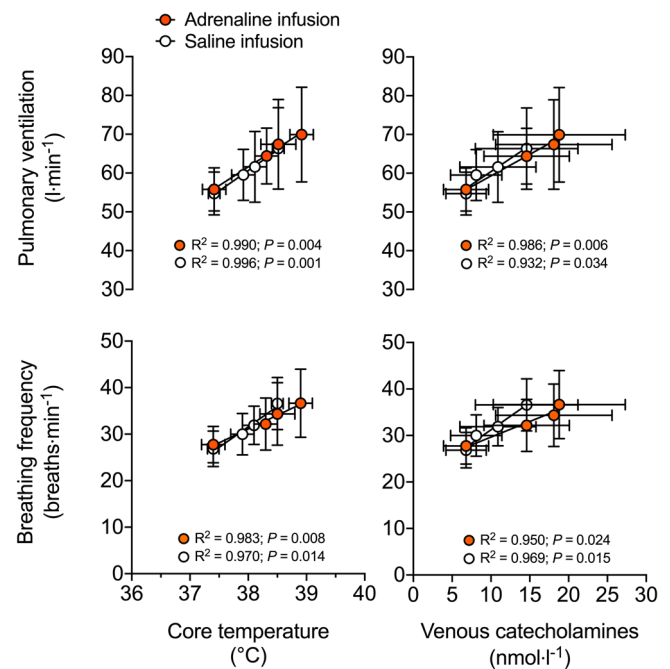 Adrenaline infusion
Saline infusion
Pulmonary ventilation
(l·min⁻¹)
90
80
70
60
50
40
30
R² = 0.990; P = 0.004
R² = 0.996; P = 0.001
90
80
70
60
50
40
30
R² = 0.986; P = 0.006
R² = 0.932; P = 0.034
Breathing frequency
(breaths·min⁻¹)
50
40
30
20
10
0
R² = 0.983; P = 0.008
R² = 0.970; P = 0.014
36 37 38 39 40
Core temperature
(°C)
50
40
30
20
10
0
R² = 0.950; P = 0.024
R² = 0.969; P = 0.015
0 5 10 15 20 25 30
Venous catecholamines
(nmol·l⁻¹)